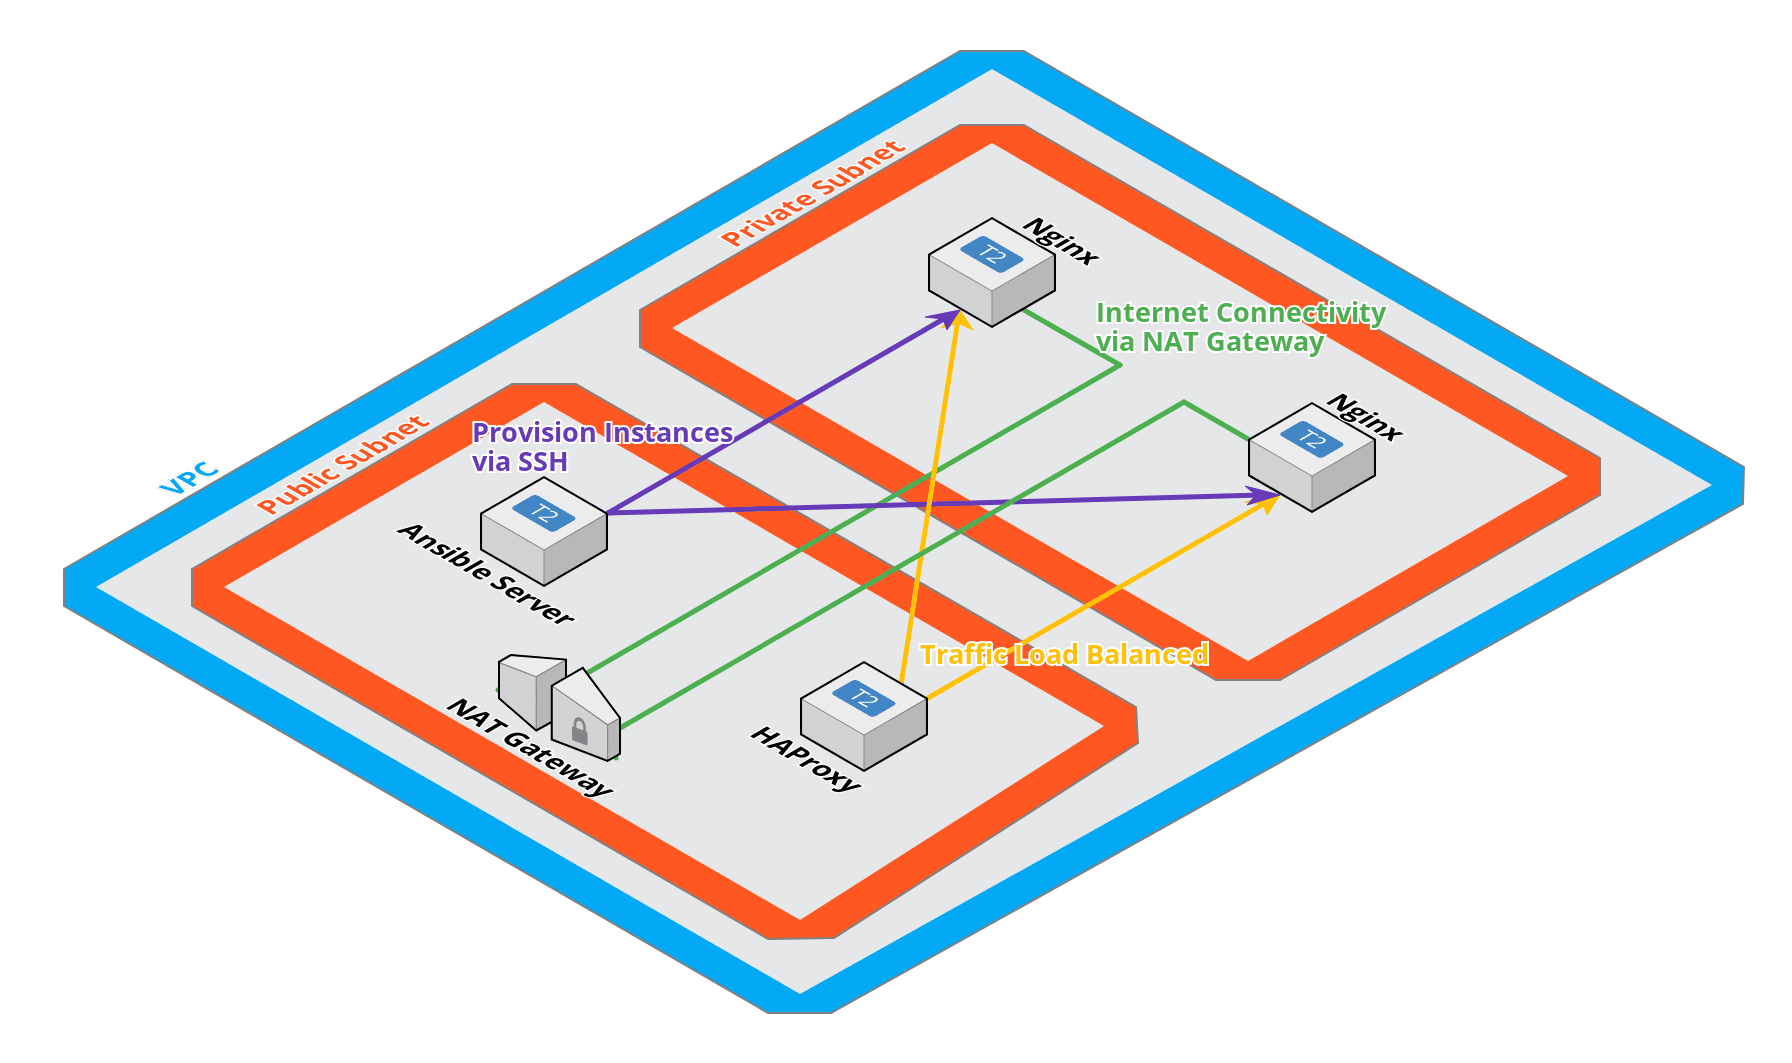 Private Subnet
Nginx
T2
Internet Connectivity
via NAT Gateway
Nginx
T2
VPC
Public Subnet
Provision Instances
via SSH
T2
Ansible Server
NAT Gateway
Traffic Load Balanced
T2
HAProxy